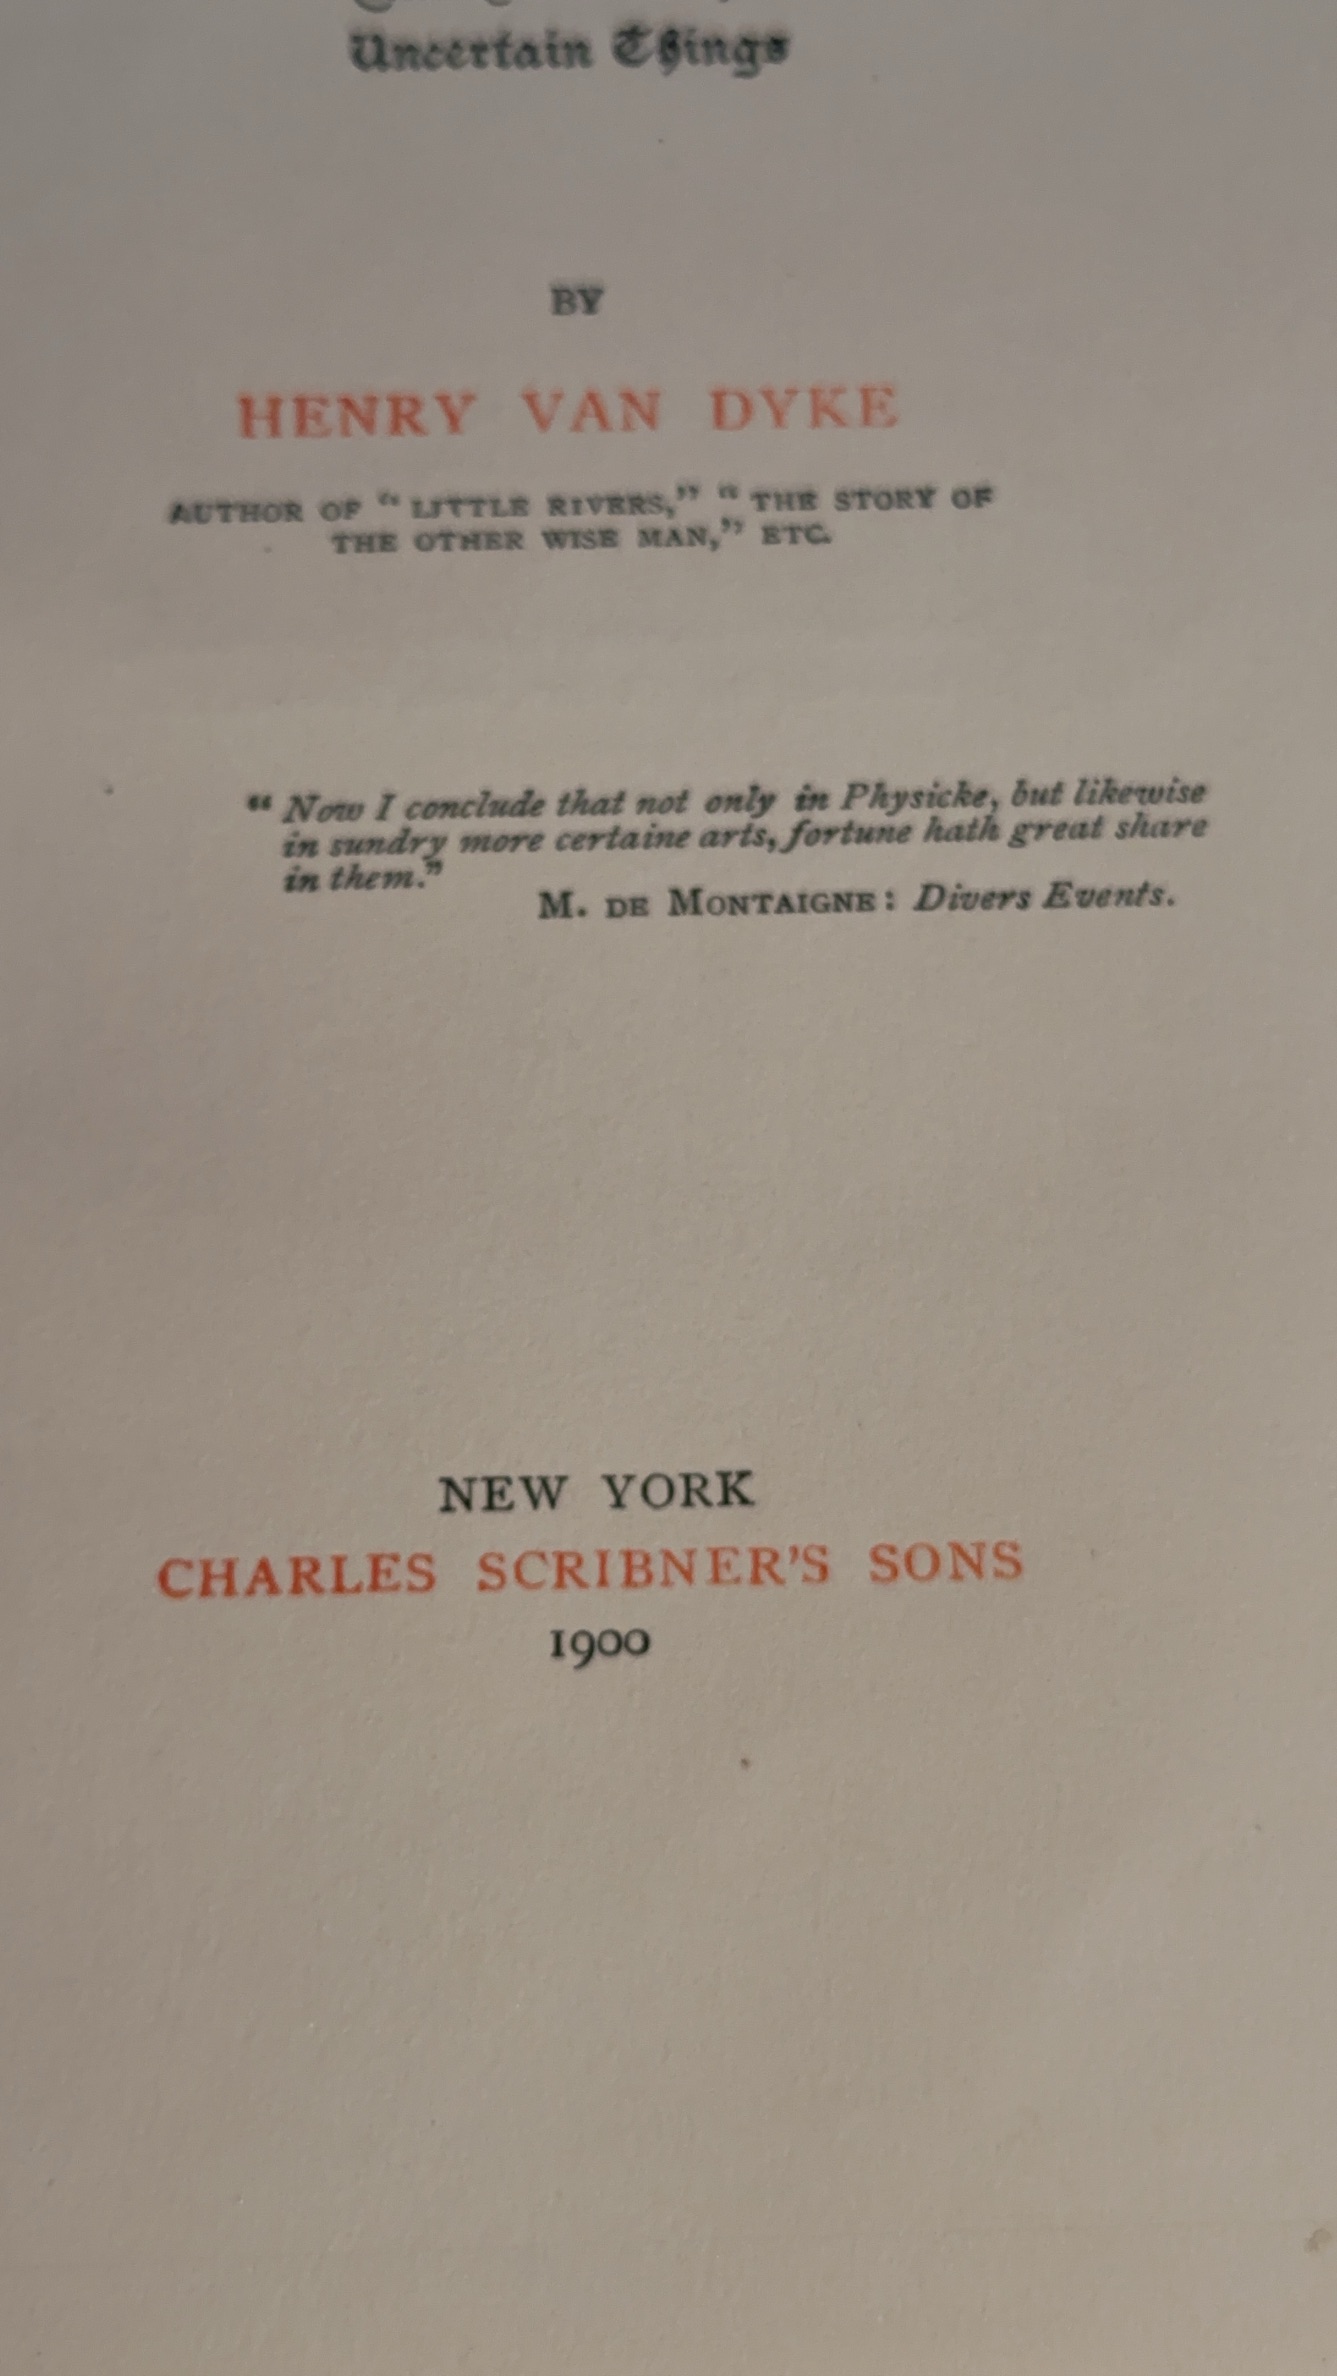 Uncertain Things
BY
HENRY VAN DYKE
AUTHOR OF “LITTLE RIVERS,” “THE STORY OF
THE OTHER WISE MAN,” ETC.
“Now I conclude that not only in Physicke, but likewise
in sundry more certaine arts, fortune hath great share
in them.”
M. DE MONTAIGNE: Divers Events.
NEW YORK
CHARLES SCRIBNER'S SONS
1900